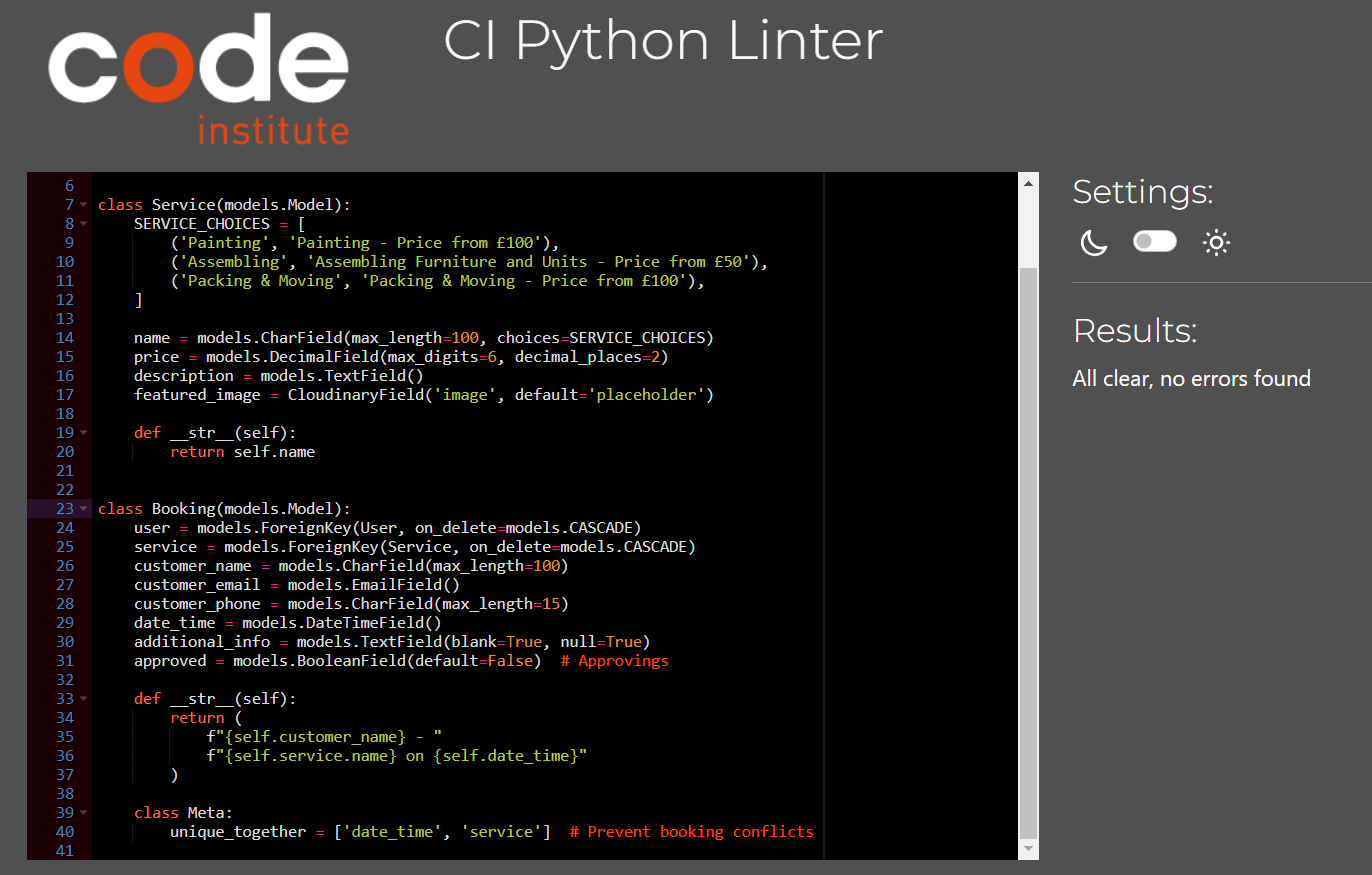 code
institute
CI Python Linter
6
7 class Service(models.Model):
8     SERVICE_CHOICES = [
9         ('Painting', 'Painting - Price from £100'),
10         ('Assembling', 'Assembling Furniture and Units - Price from £50'),
11         ('Packing & Moving', 'Packing & Moving - Price from £100'),
12     ]
13
14     name = models.CharField(max_length=100, choices=SERVICE_CHOICES)
15     price = models.DecimalField(max_digits=6, decimal_places=2)
16     description = models.TextField()
17     featured_image = CloudinaryField('image', default='placeholder')
18
19     def __str__(self):
20         return self.name
21
22
23 class Booking(models.Model):
24     user = models.ForeignKey(User, on_delete=models.CASCADE)
25     service = models.ForeignKey(Service, on_delete=models.CASCADE)
26     customer_name = models.CharField(max_length=100)
27     customer_email = models.EmailField()
28     customer_phone = models.CharField(max_length=15)
29     date_time = models.DateTimeField()
30     additional_info = models.TextField(blank=True, null=True)
31     approved = models.BooleanField(default=False)  # Approvings
32
33     def __str__(self):
34         return (
35             f"{self.customer_name} - "
36             f"{self.service.name} on {self.date_time}"
37         )
38
39     class Meta:
40         unique_together = ['date_time', 'service']  # Prevent booking conflicts
41
Settings:
Results:
All clear, no errors found